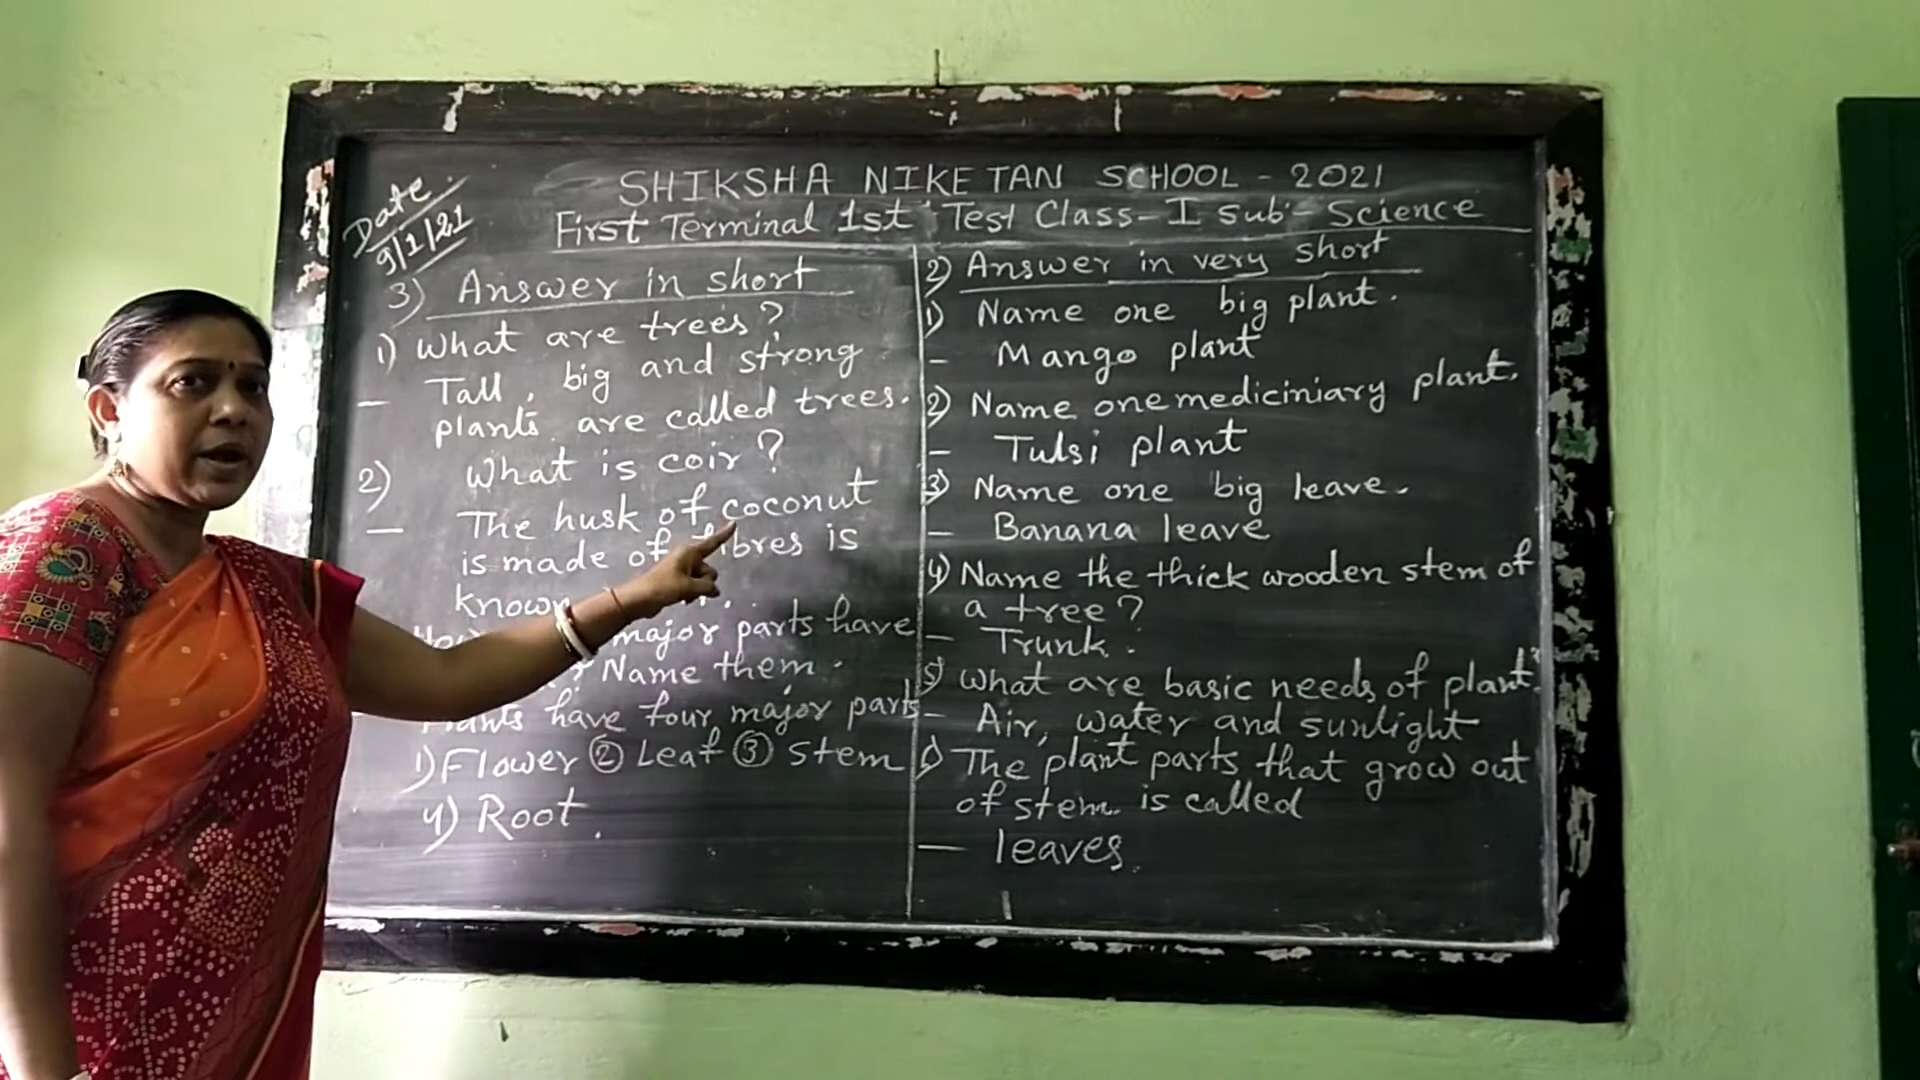 SHIKSHA NIKETAN SCHOOL - 2021
First Terminal 1st Test Class-I Sub - Science
Date.
9/1/21
3) Answer in short
1) What are trees?
- Tall, big and strong
plants are called trees.
2) What is coir?
- The husk of coconut
is made of fibres is
known
major parts have
? Name them.
Plants have four major parts
1) Flower ② Leaf ③ Stem
4) Root.
2) Answer in very short
1) Name one big plant.
- Mango plant
2) Name one mediciniary plant.
- Tulsi plant
3) Name one big leave.
- Banana leave
4) Name the thick wooden stem of
a tree?
- Trunk.
5) What are basic needs of plant?
- Air, water and sunlight
The plant parts that grow out
of stem is called
- leaves.